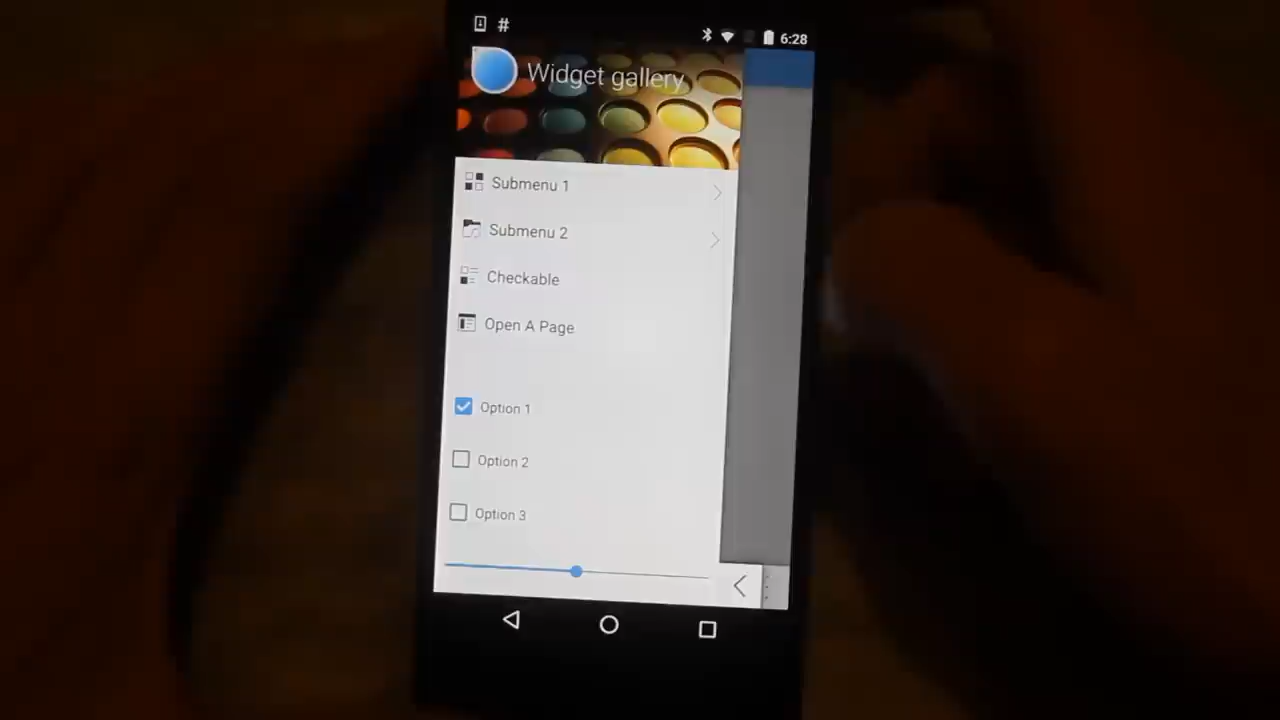 # 6:28
Widget gallery
Submenu 1
Submenu 2
Checkable
Open A Page
Option 1
Option 2
Option 3